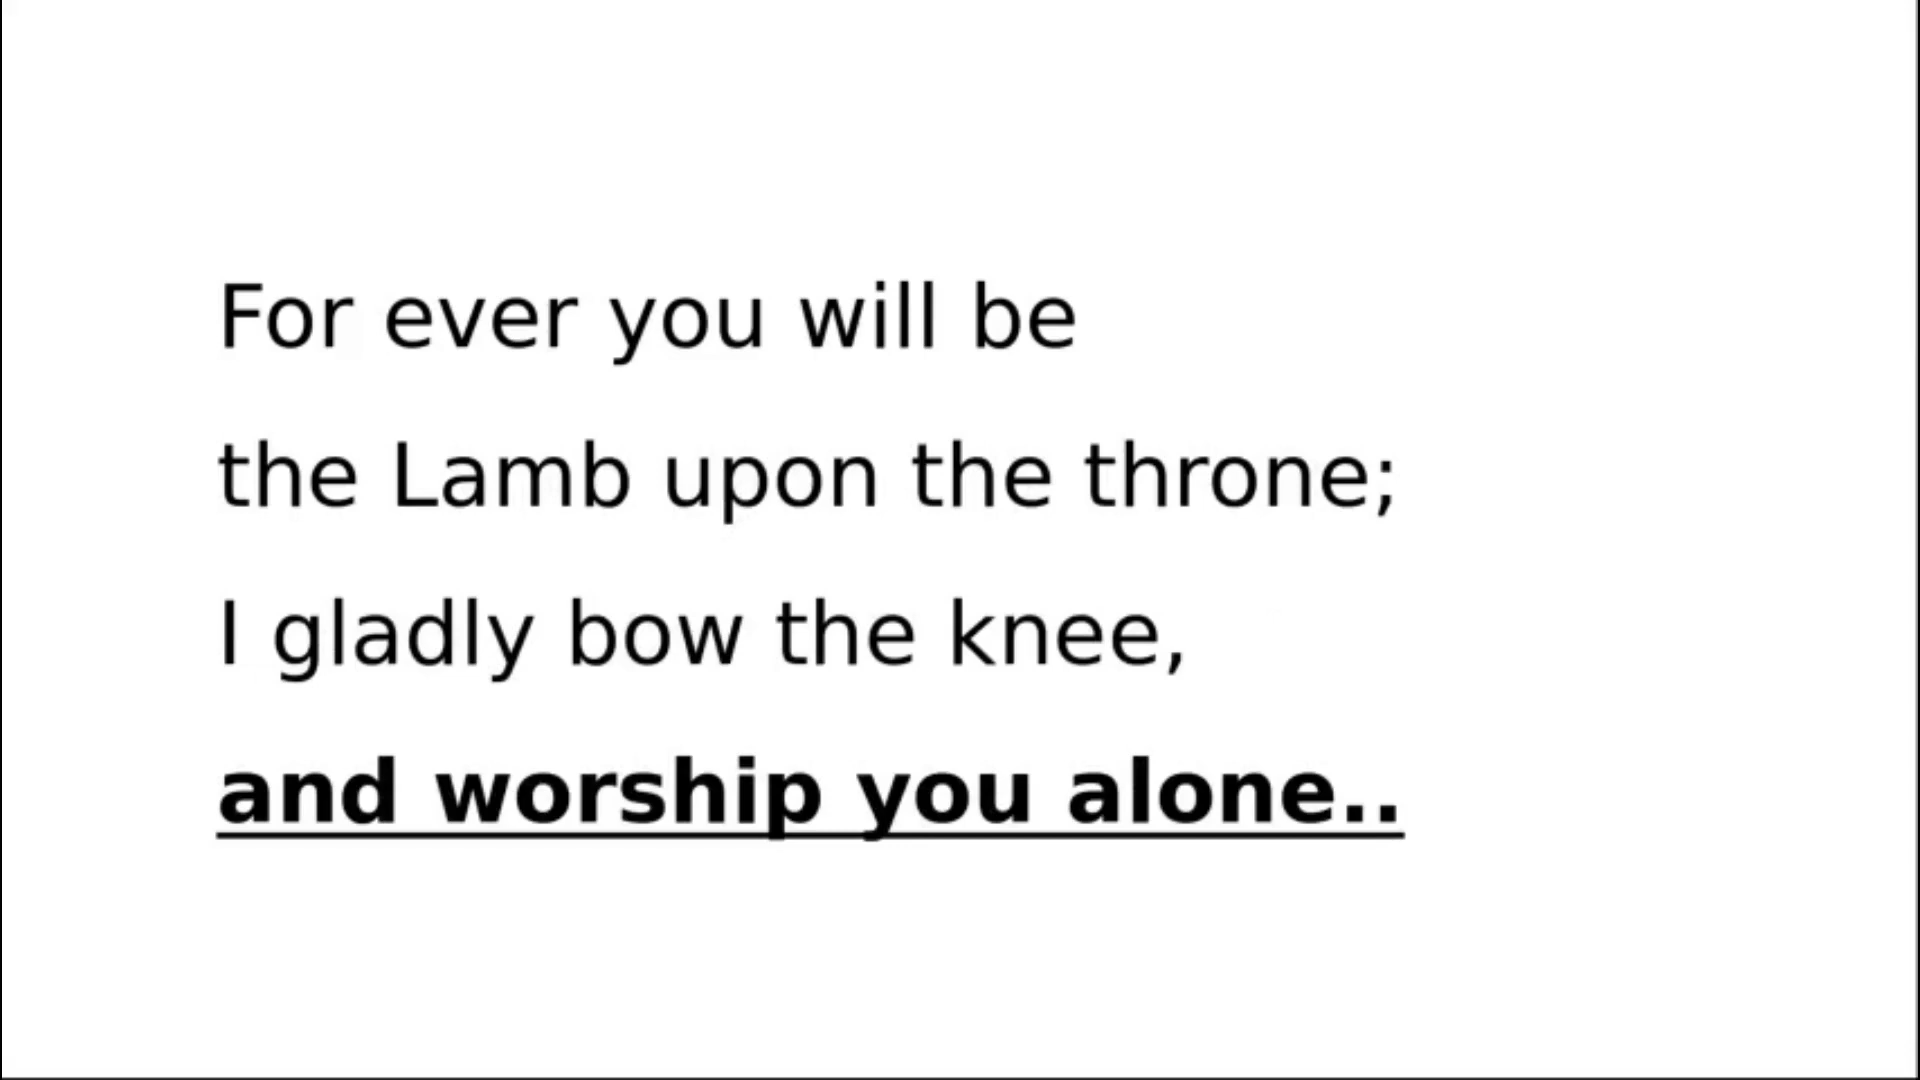 For ever you will be
the Lamb upon the throne;
I gladly bow the knee,
and worship you alone..